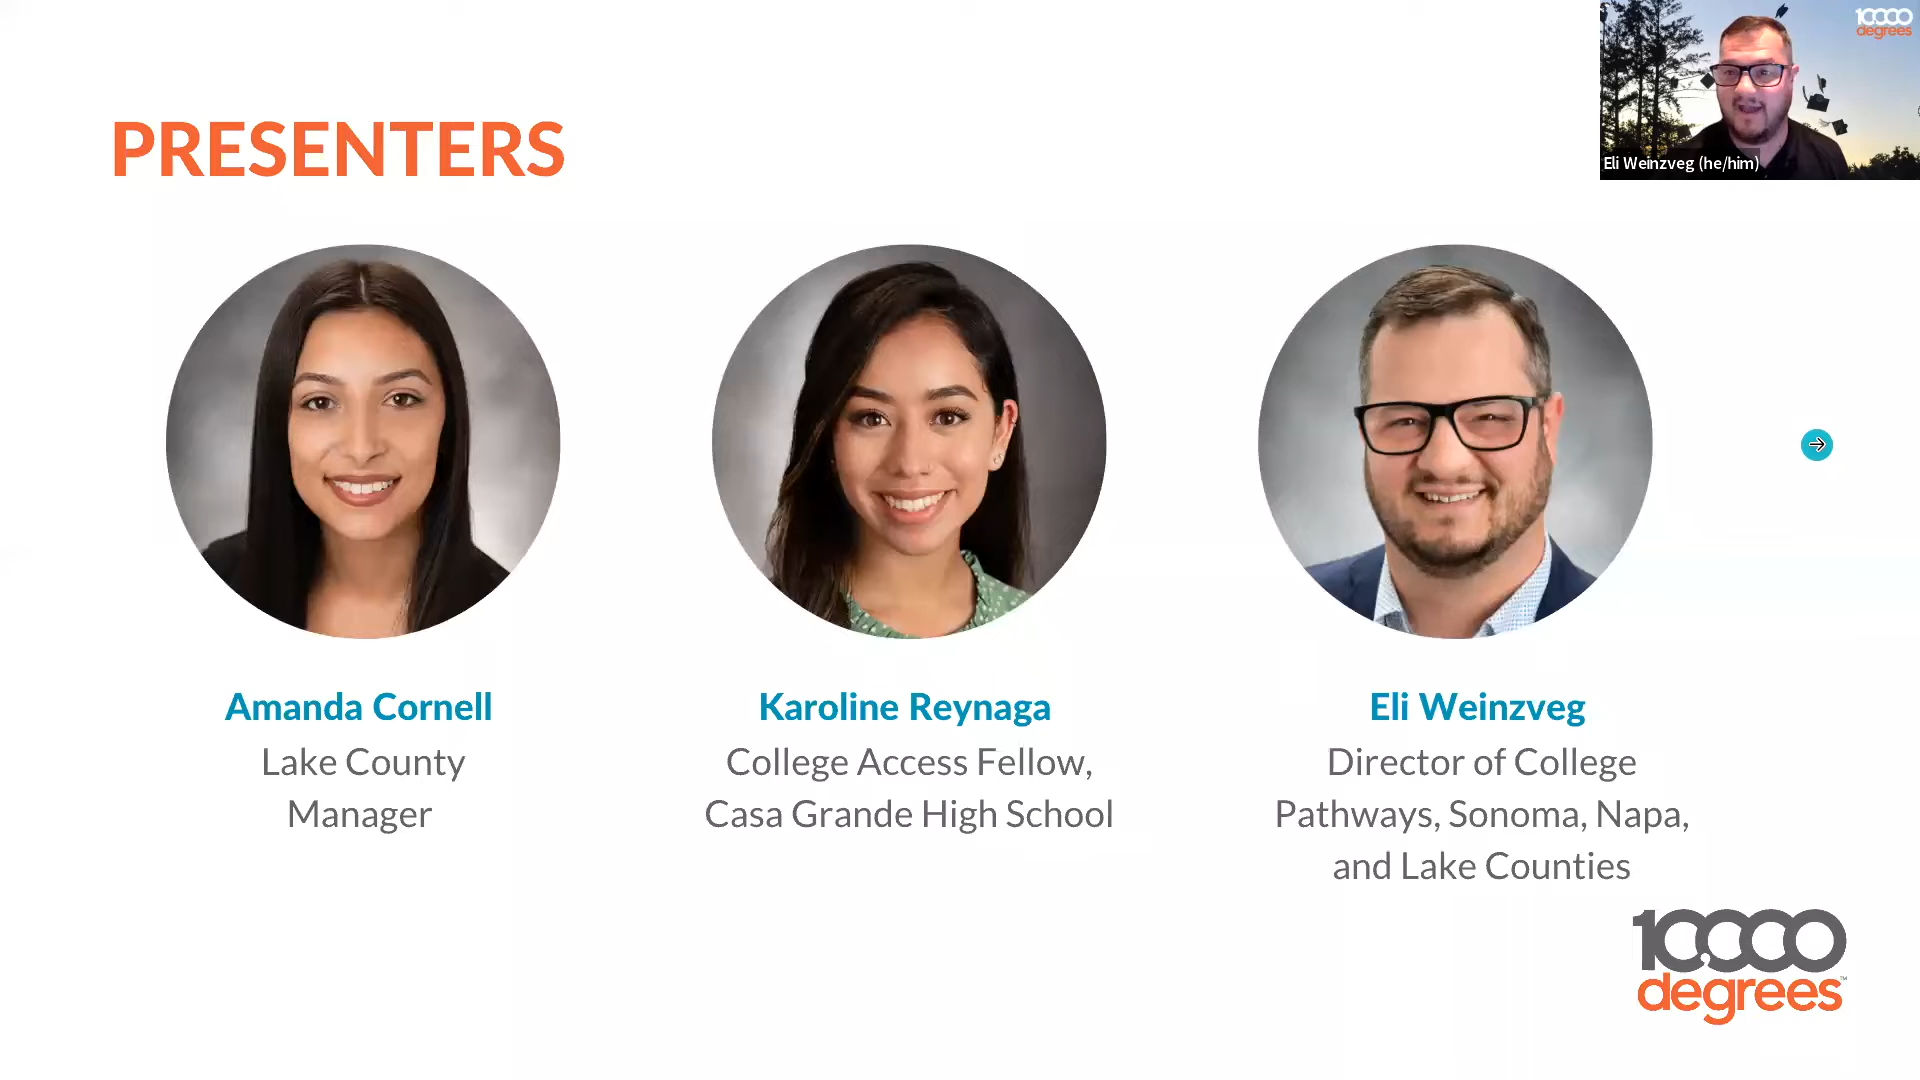 10,000
degrees
Eli Weinzveg (he/him)
PRESENTERS
Amanda Cornell
Lake County
Manager
Karoline Reynaga
College Access Fellow,
Casa Grande High School
Eli Weinzveg
Director of College
Pathways, Sonoma, Napa,
and Lake Counties
10,000
degrees™